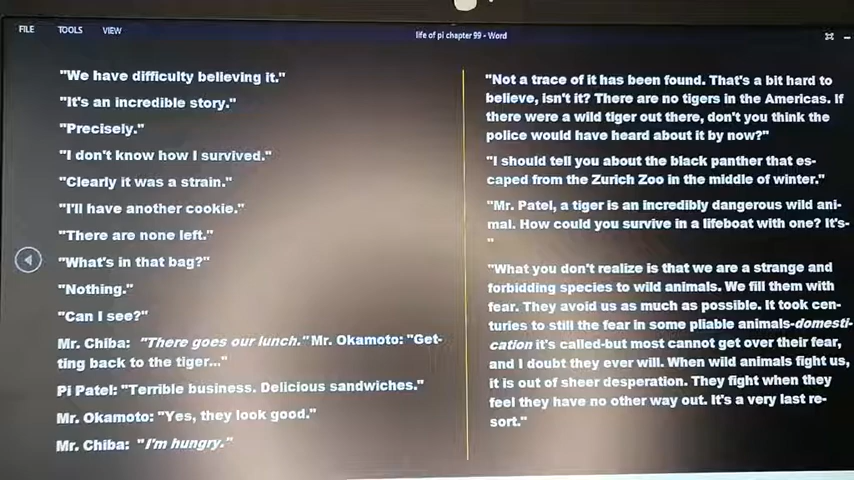 FILE TOOLS VIEW
life of pi chapter 99 - Word
"We have difficulty believing it."
"It's an incredible story."
"Precisely."
"I don't know how I survived."
"Clearly it was a strain."
"I'll have another cookie."
"There are none left."
"What's in that bag?"
"Nothing."
"Can I see?"
Mr. Chiba: "There goes our lunch." Mr. Okamoto: "Get-
ting back to the tiger..."
Pi Patel: "Terrible business. Delicious sandwiches."
Mr. Okamoto: "Yes, they look good."
Mr. Chiba: "I'm hungry."
"Not a trace of it has been found. That's a bit hard to
believe, isn't it? There are no tigers in the Americas. If
there were a wild tiger out there, don't you think the
police would have heard about it by now?"
"I should tell you about the black panther that es-
caped from the Zurich Zoo in the middle of winter."
"Mr. Patel, a tiger is an incredibly dangerous wild ani-
mal. How could you survive in a lifeboat with one? It's-
"
"What you don't realize is that we are a strange and
forbidding species to wild animals. We fill them with
fear. They avoid us as much as possible. It took cen-
turies to still the fear in some pliable animals-domesti-
cation it's called-but most cannot get over their fear,
and I doubt they ever will. When wild animals fight us,
it is out of sheer desperation. They fight when they
feel they have no other way out. It's a very last re-
sort."